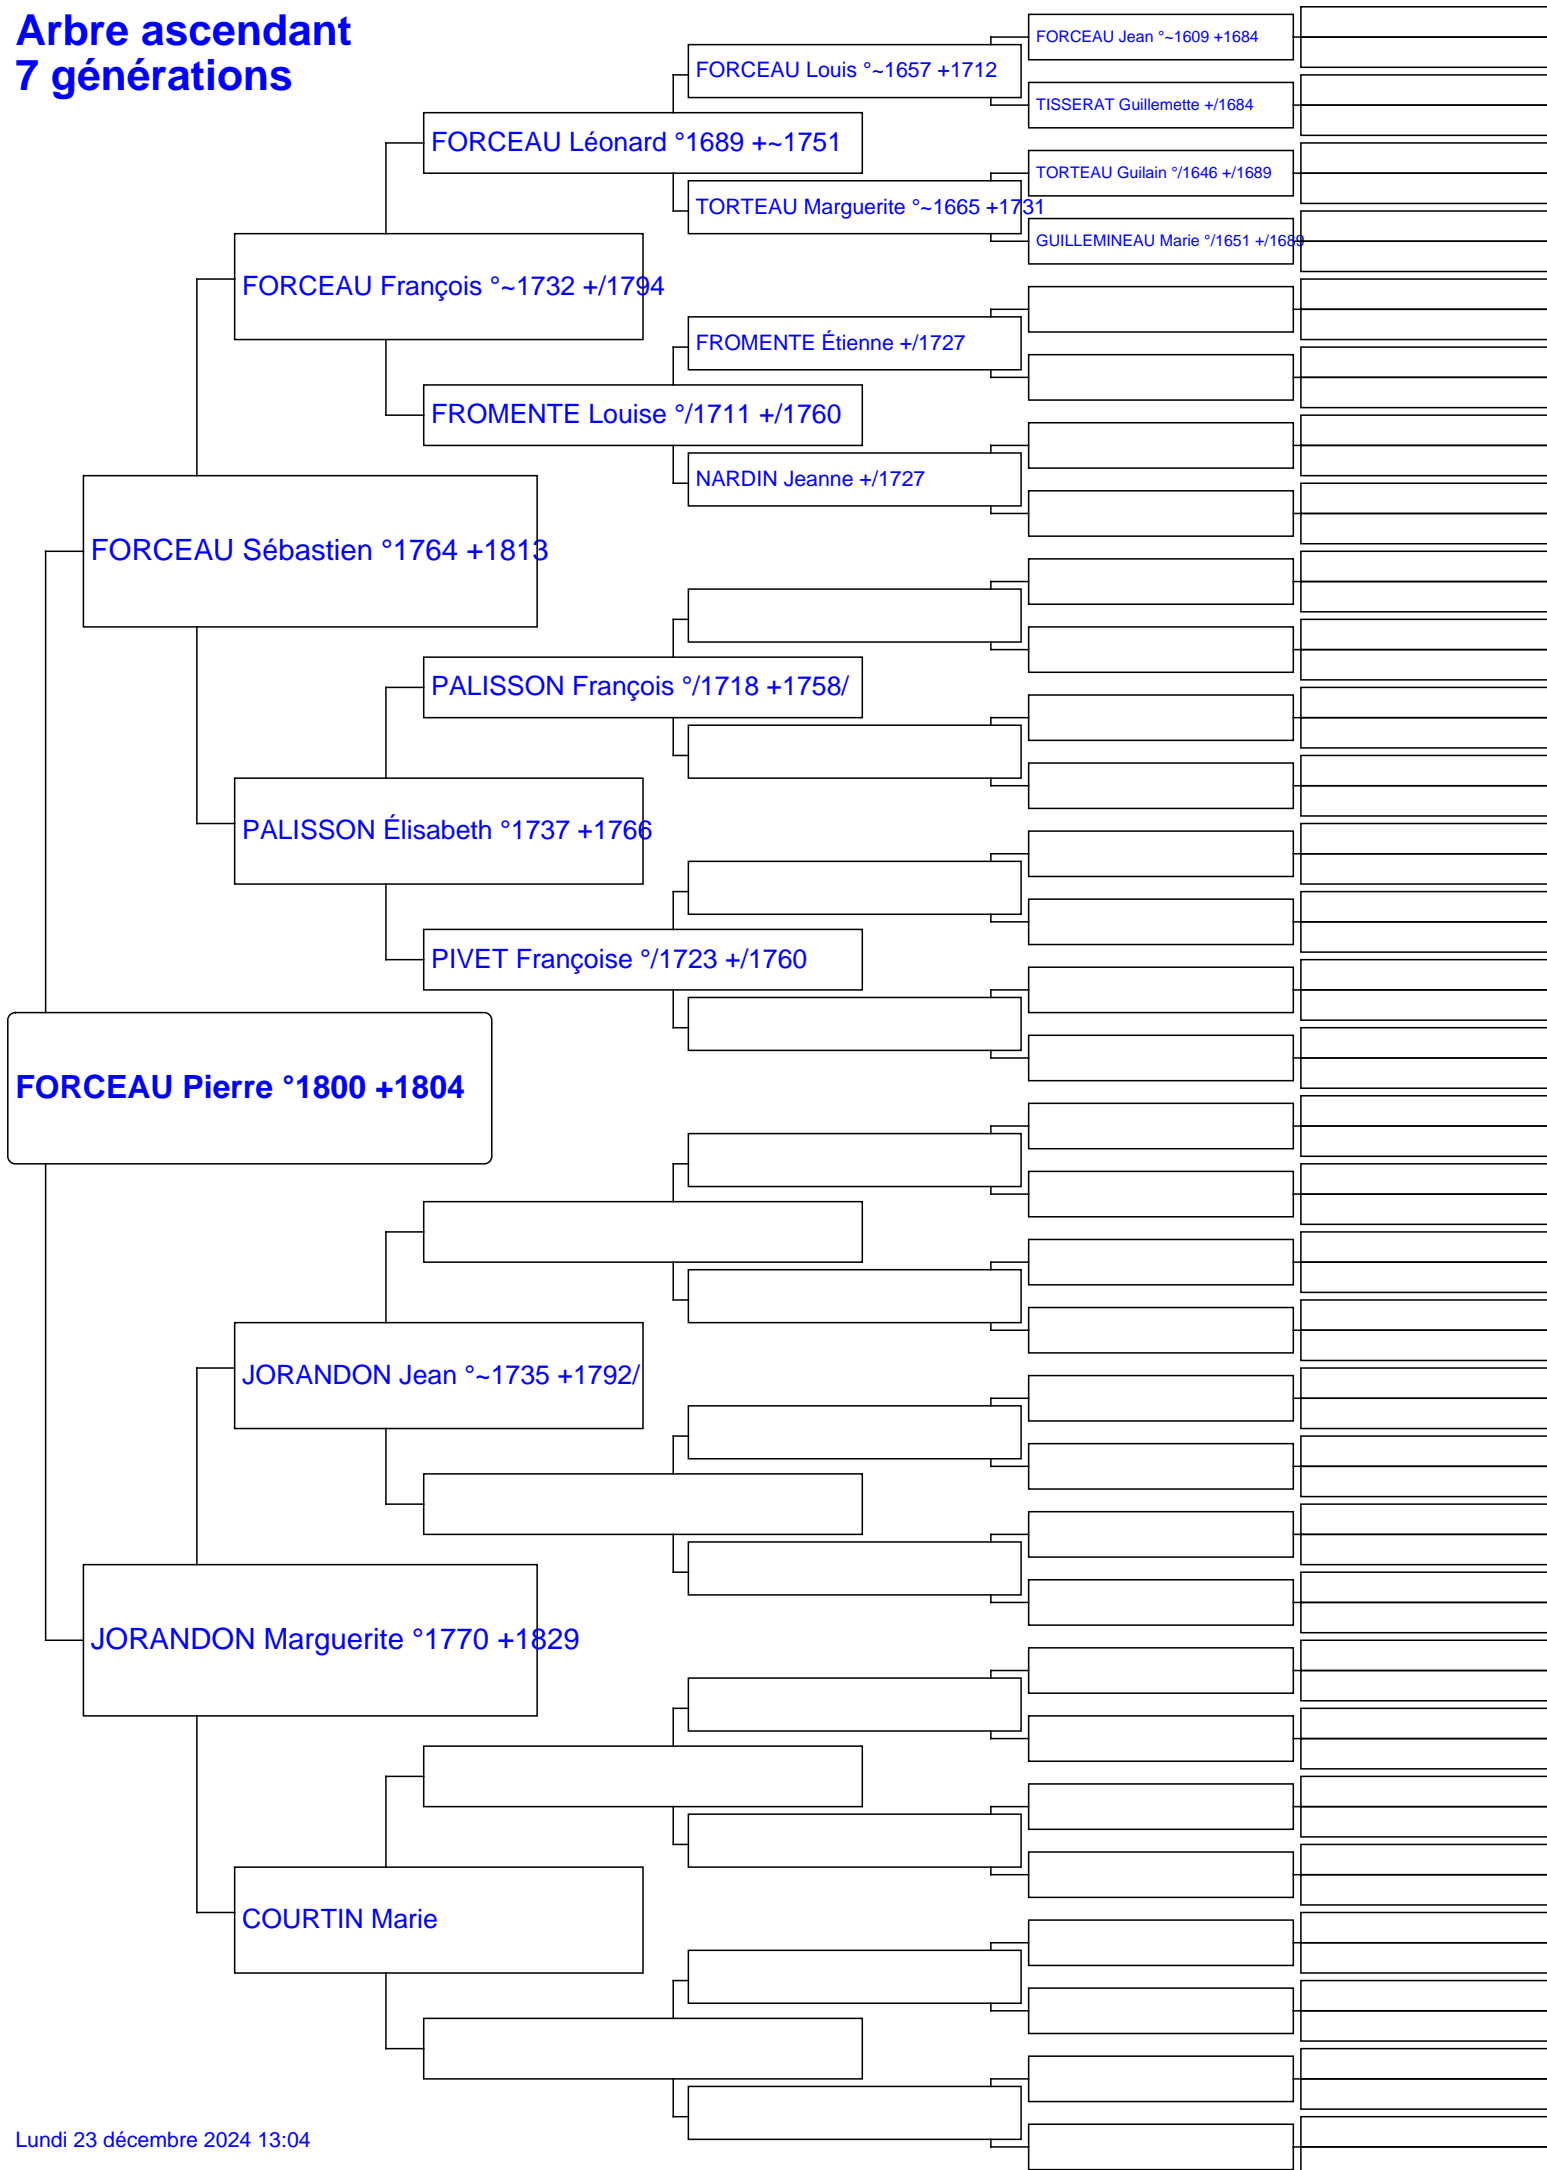 Arbre ascendant
7 générations
FORCEAU Jean °~1609 +1684
FORCEAU Louis °~1657 +1712
TISSERAT Guillemette +/1684
FORCEAU Léonard °1689 +~1751
TORTEAU Guilain °/1646 +/1689
TORTEAU Marguerite °~1665 +1731
GUILLEMINEAU Marie °/1651 +/1689
FORCEAU François °~1732 +/1794
FROMENTE Étienne +/1727
FROMENTE Louise °/1711 +/1760
NARDIN Jeanne +/1727
FORCEAU Sébastien °1764 +1813
PALISSON François °/1718 +1758/
PALISSON Élisabeth °1737 +1766
PIVET Françoise °/1723 +/1760
FORCEAU Pierre °1800 +1804
JORANDON Jean °~1735 +1792/
JORANDON Marguerite °1770 +1829
COURTIN Marie
Lundi 23 décembre 2024 13:04